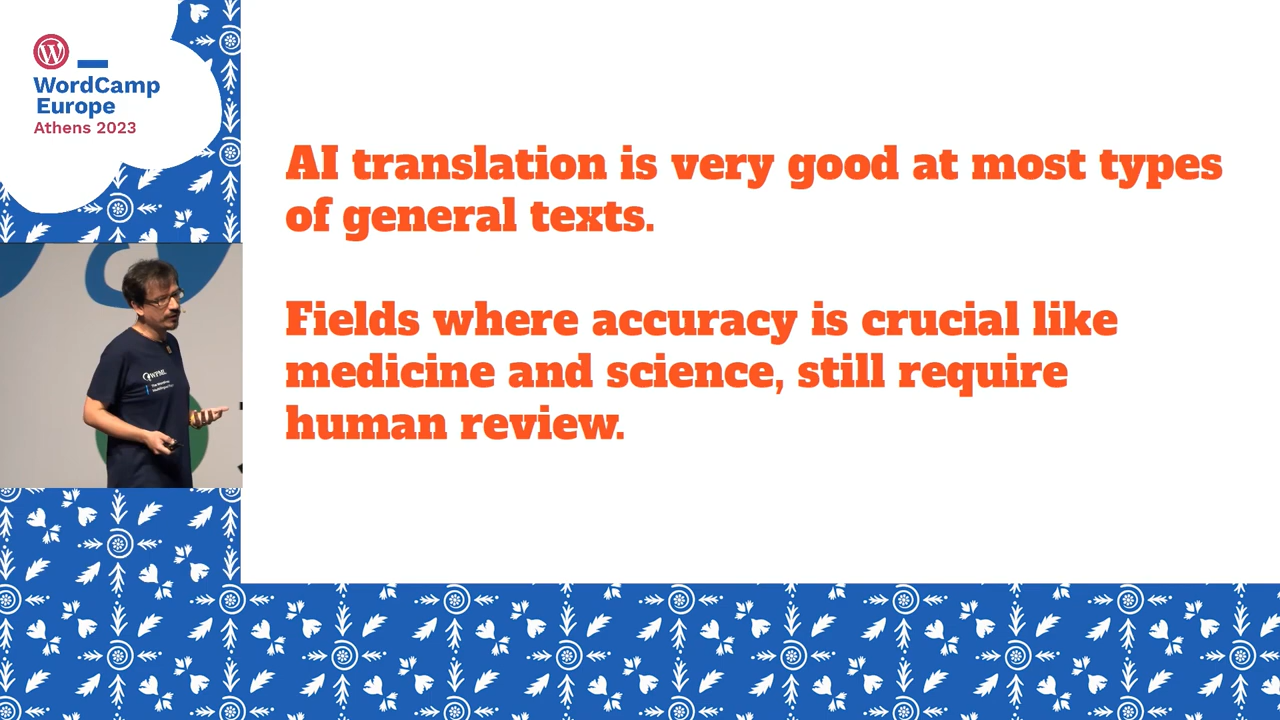 WordCamp
Europe
Athens 2023
AI translation is very good at most types
of general texts.
Fields where accuracy is crucial like
medicine and science, still require
human review.
WPML